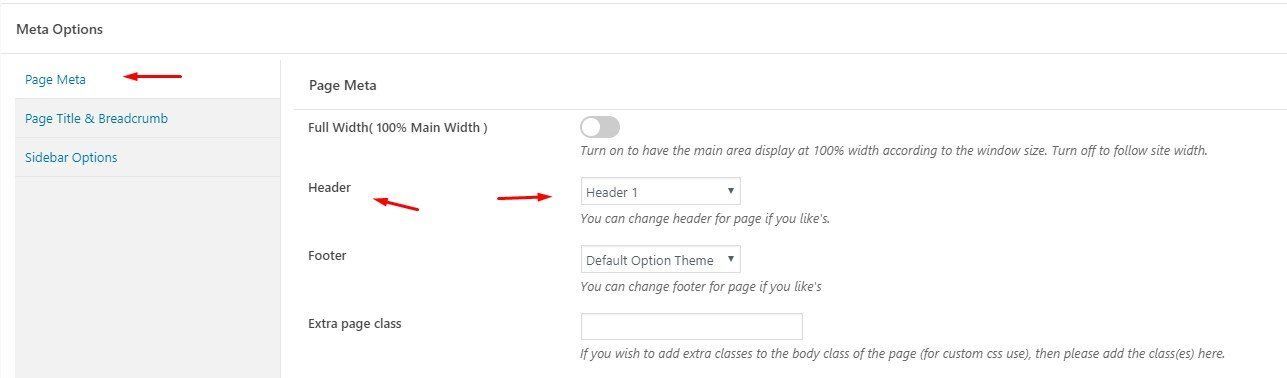 Meta Options
Page Meta
Page Title & Breadcrumb
Sidebar Options
Page Meta
Full Width( 100% Main Width )
Turn on to have the main area display at 100% width according to the window size. Turn off to follow site width.
Header
Header 1
You can change header for page if you like's.
Footer
Default Option Theme
You can change footer for page if you like's
Extra page class
If you wish to add extra classes to the body class of the page (for custom css use), then please add the class(es) here.